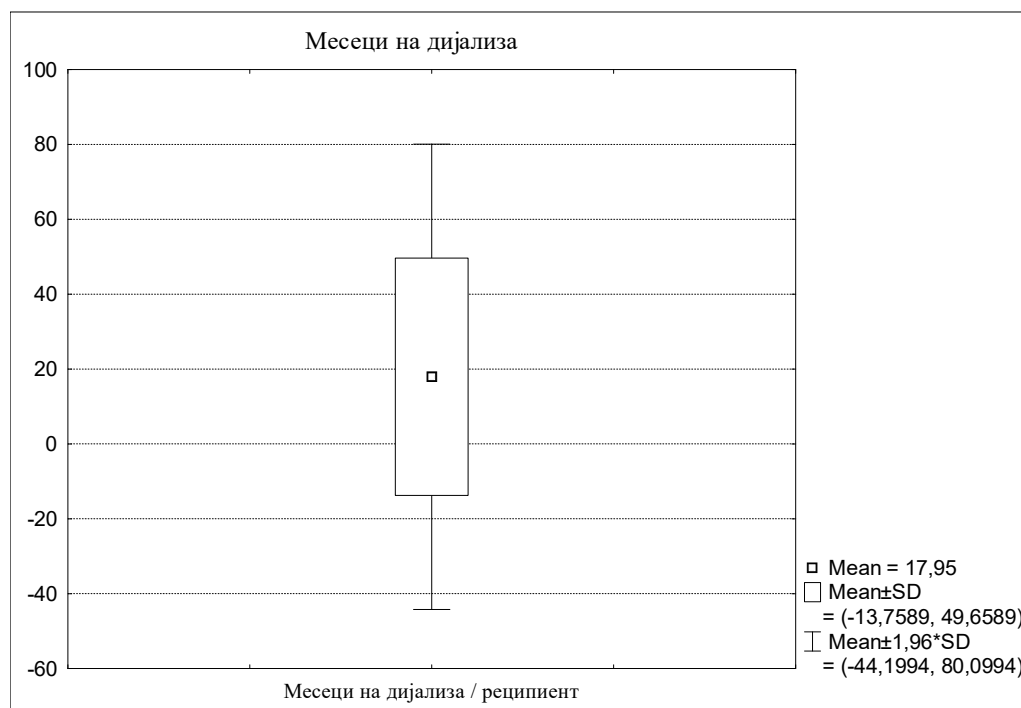 Месеци на дијализа
100
80
60
40
20
0
-20
-40
-60
Mean = 17,95
Mean±SD
= (-13,7589, 49,6589)
Mean±1,96*SD
= (-44,1994, 80,0994)
Месеци на дијализа / реципиент